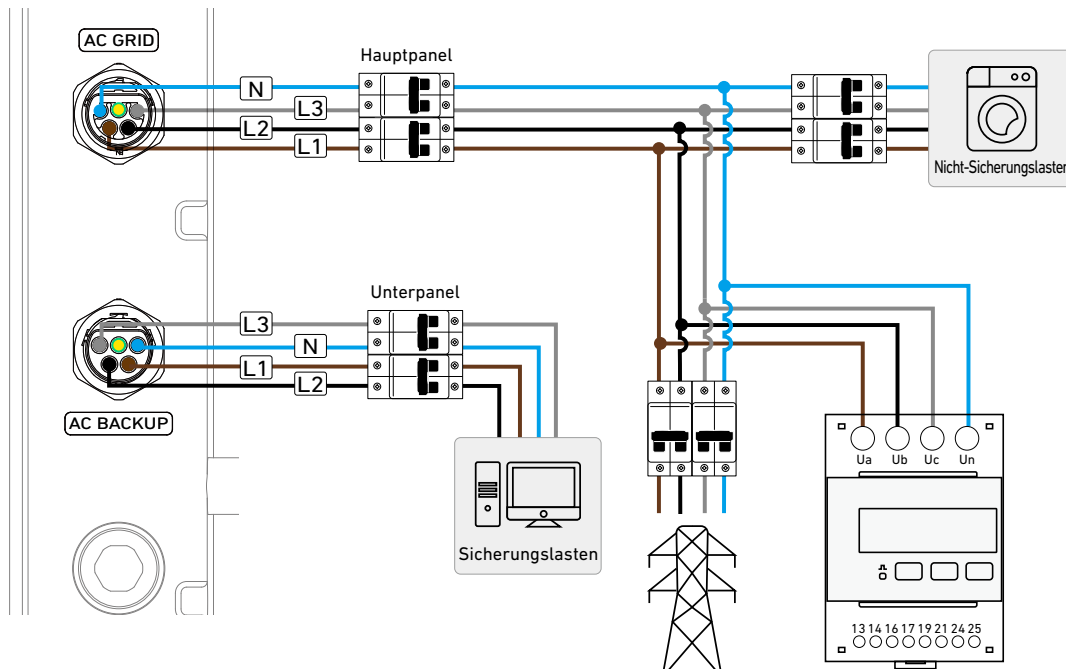 AC GRID
Hauptpanel
N
L3
L2
L1
Nicht-Sicherungslasten
Unterpanel
L3
N
L1
L2
AC BACKUP
Sicherungslasten
Ua Ub Uc Un
13 14 16 17 19 21 24 25